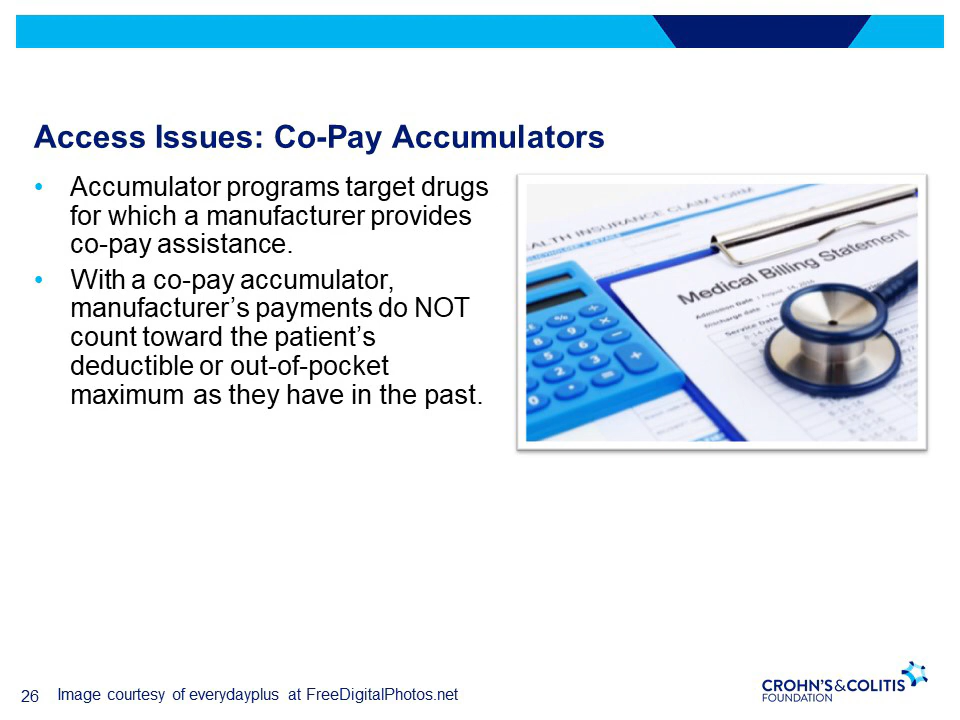 Access Issues: Co-Pay Accumulators
• Accumulator programs target drugs
for which a manufacturer provides
co-pay assistance.
• With a co-pay accumulator,
manufacturer's payments do NOT
count toward the patient's
deductible or out-of-pocket
maximum as they have in the past.
EALTH INSURANCE CLAIM FORM
Medical Billing Statement
Admission Date
Discharge date
Service Date
26 Image courtesy of everydayplus at FreeDigitalPhotos.net
CROHN'S & COLITIS
FOUNDATION